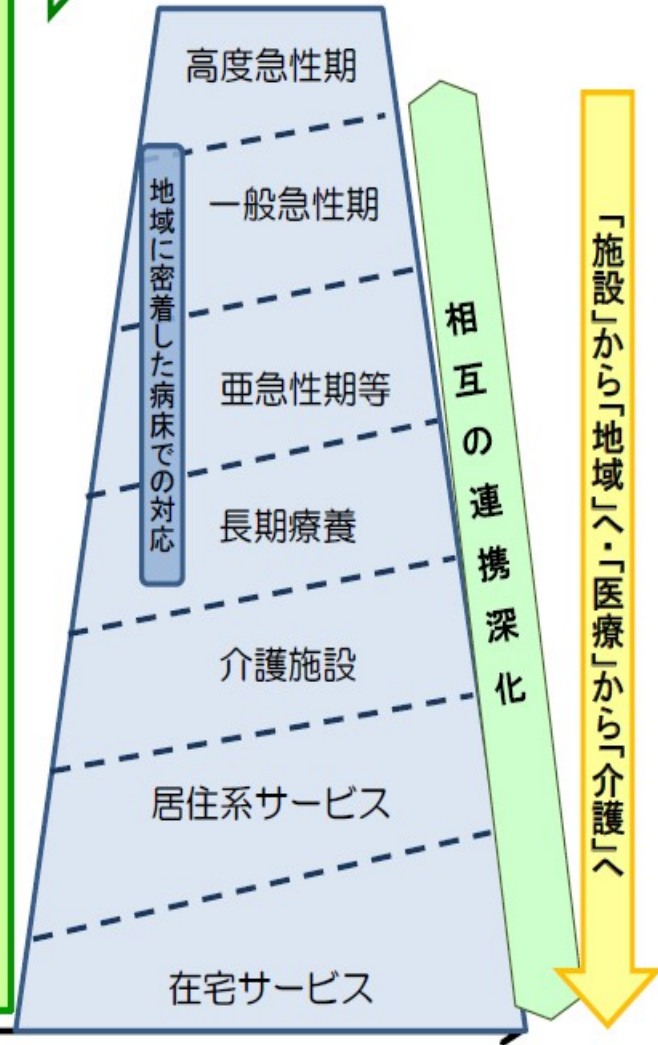 高度急性期
一般急性期
亜急性期等
長期療養
介護施設
居住系サービス
在宅サービス
地域に密着した病床での対応
相互の連携深化
「施設」から「地域」へ・「医療」から「介護」へ